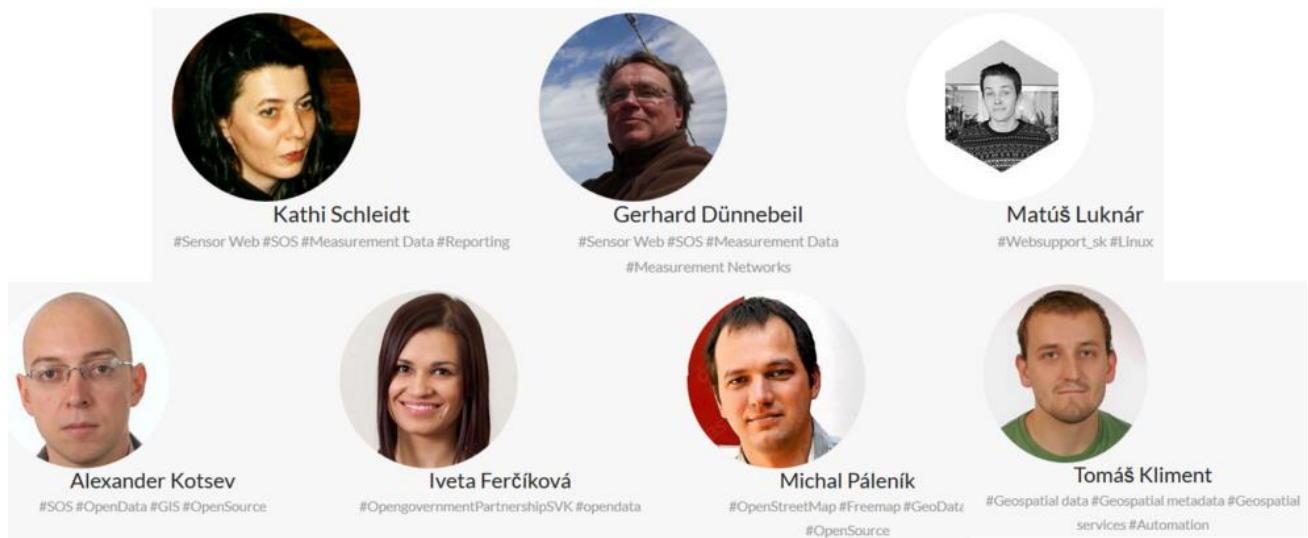 Kathi Schleidt
#Sensor Web #SOS #Measurement Data #Reporting
Gerhard Dünnebeil
#Sensor Web #SOS #Measurement Data
#Measurement Networks
Matúš Luknár
#Websupport_sk #Linux
Alexander Kotsev
#SOS #OpenData #GIS #OpenSource
Iveta Ferčíková
#OpengovernmentPartnershipSVK #opendata
Michal Páleník
#OpenStreetMap #Freemap #GeoData
#OpenSource
Tomáš Kliment
#Geospatial data #Geospatial metadata #Geospatial
services #Automation